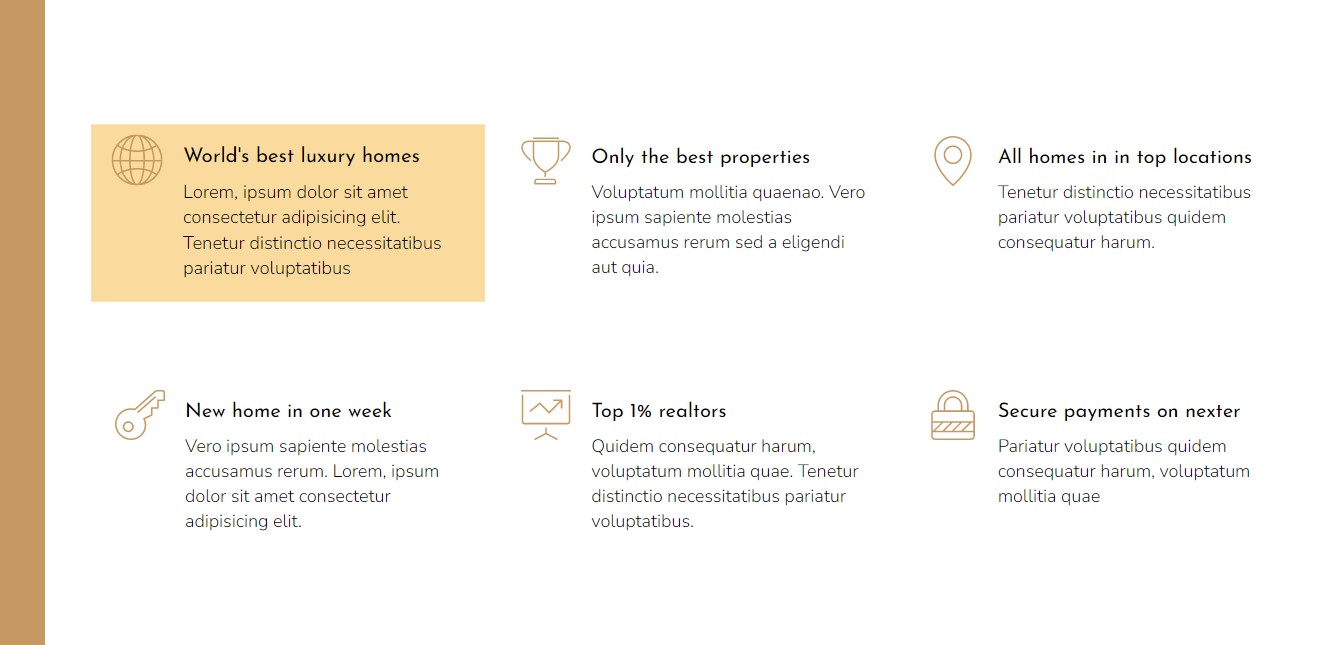 World's best luxury homes
Lorem, ipsum dolor sit amet
consectetur adipisicing elit.
Tenetur distinctio necessitatibus
pariatur voluptatibus
Only the best properties
Voluptatum mollitia quaenao. Vero
ipsum sapiente molestias
accusamus rerum sed a eligendi
aut quia.
All homes in in top locations
Tenetur distinctio necessitatibus
pariatur voluptatibus quidem
consequatur harum.
New home in one week
Vero ipsum sapiente molestias
accusamus rerum. Lorem, ipsum
dolor sit amet consectetur
adipisicing elit.
Top 1% realtors
Quidem consequatur harum,
voluptatum mollitia quae. Tenetur
distinctio necessitatibus pariatur
voluptatibus.
Secure payments on nexter
Pariatur voluptatibus quidem
consequatur harum, voluptatum
mollitia quae